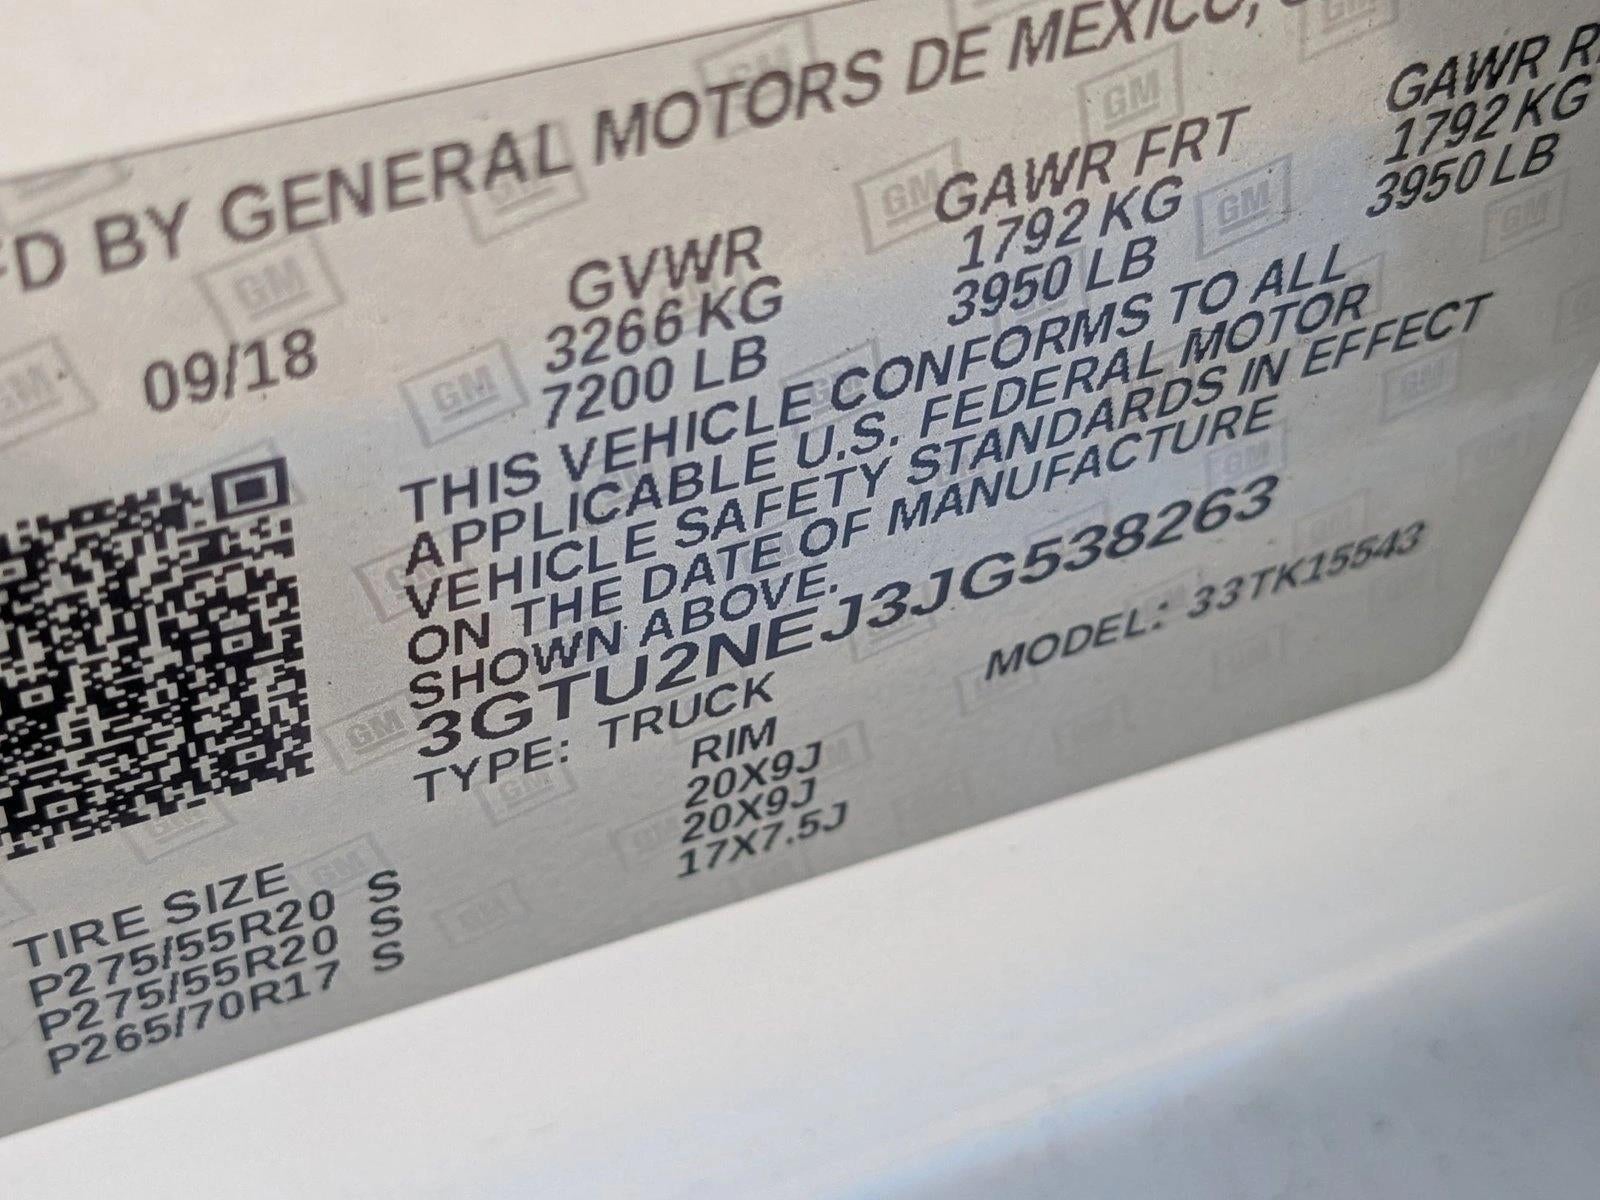 FD BY GENERAL MOTORS DE MEXICO,
09/18
GVWR
3266 KG
7200 LB
GAWR FRT
1792 KG
3950 LB
GAWR
1792 KG
3950 LB
THIS VEHICLE CONFORMS TO ALL
APPLICABLE U.S. FEDERAL MOTOR
VEHICLE SAFETY STANDARDS IN EFFECT
ON THE DATE OF MANUFACTURE
SHOWN ABOVE.
3GTU2NEJ3JG538263
TYPE: TRUCK MODEL: 33TK15543
TIRE SIZE RIM
P275/55R20 S 20X9J
P275/55R20 S 20X9J
P265/70R17 S 17X7.5J